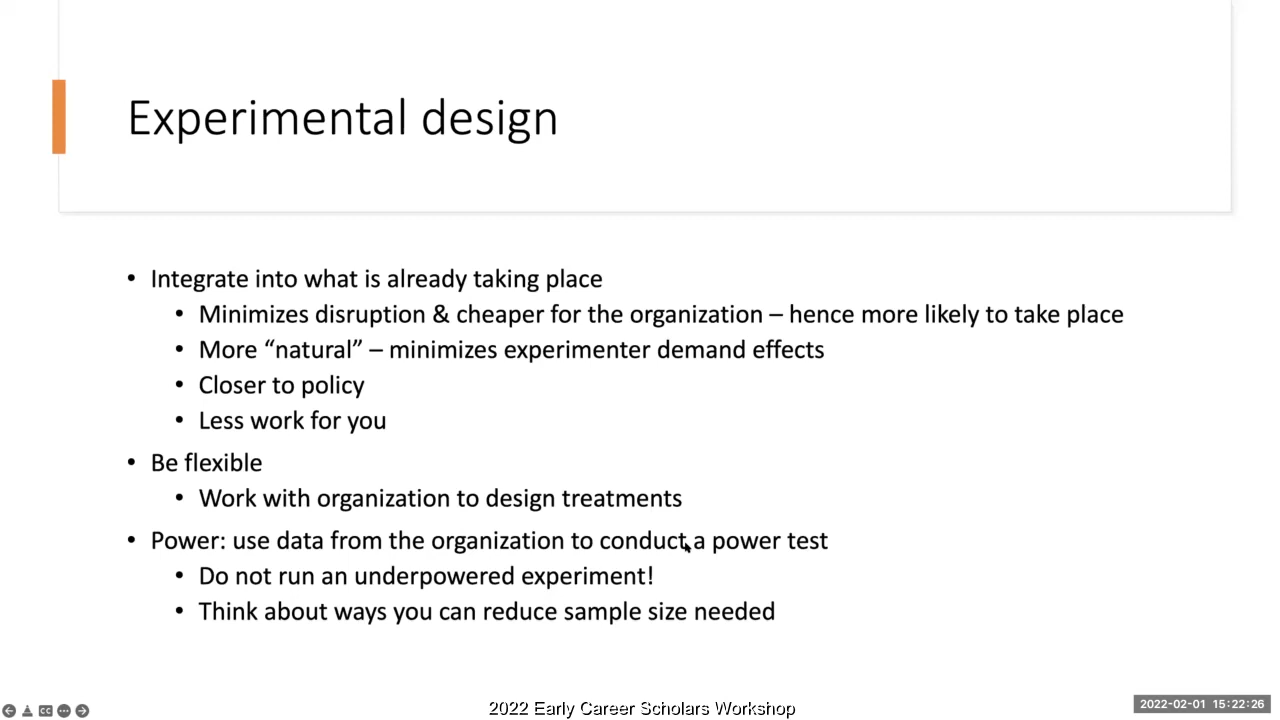 Experimental design
• Integrate into what is already taking place
• Minimizes disruption & cheaper for the organization – hence more likely to take place
• More “natural” – minimizes experimenter demand effects
• Closer to policy
• Less work for you
• Be flexible
• Work with organization to design treatments
• Power: use data from the organization to conduct a power test
• Do not run an underpowered experiment!
• Think about ways you can reduce sample size needed
CC
2022 Early Career Scholars Workshop
2022-02-01 15:22:26